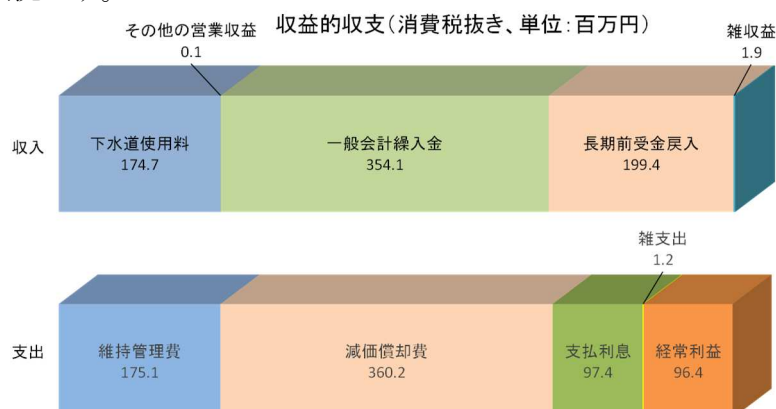 収益的収支(消費税抜き、単位:百万円)
その他の営業収益
0.1
雑収益
1.9
収入
下水道使用料
174.7
一般会計繰入金
354.1
長期前受金戻入
199.4
雑支出
1.2
支出
維持管理費
175.1
減価償却費
360.2
支払利息
97.4
経常利益
96.4